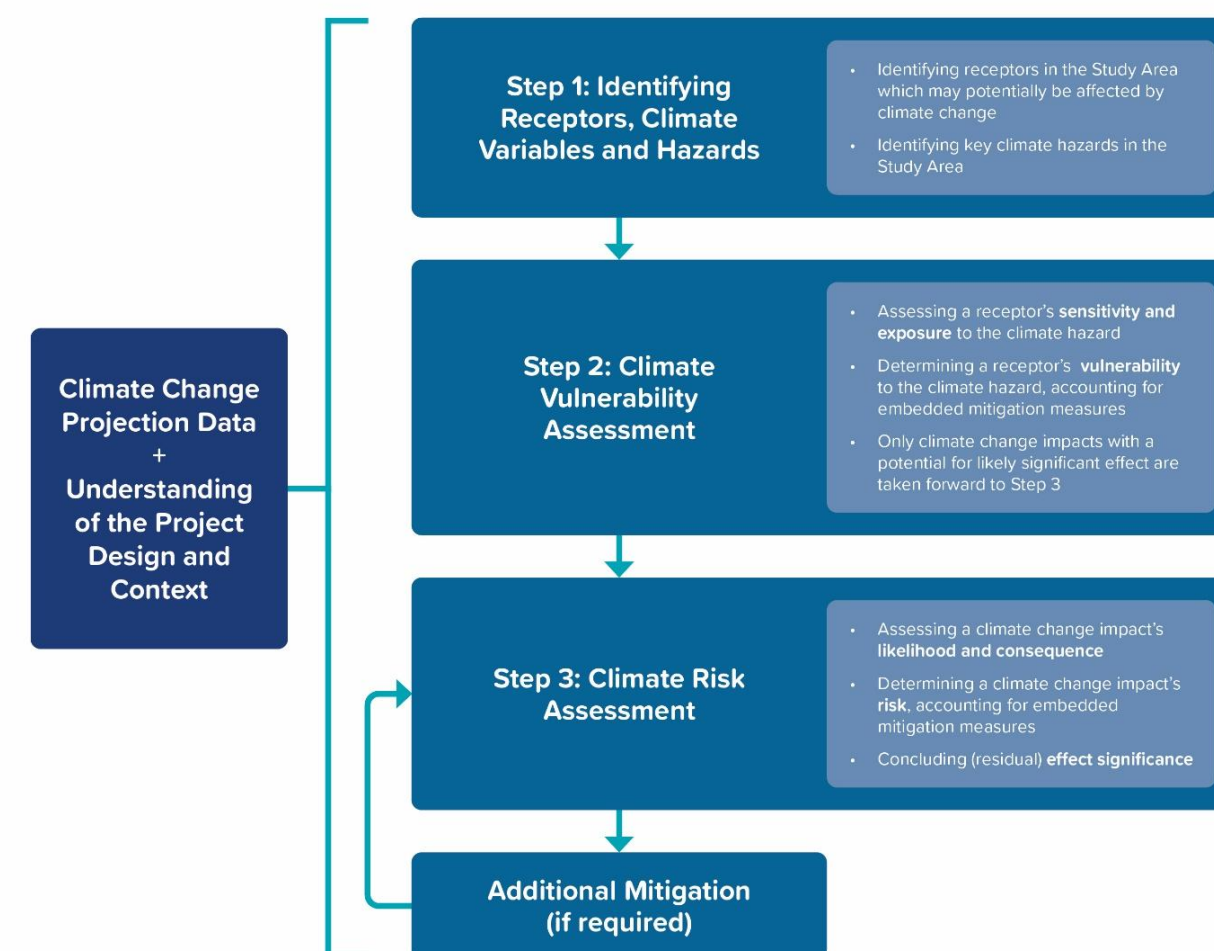 Step 1: Identifying
Receptors, Climate
Variables and Hazards
• Identifying receptors in the Study Area
which may potentially be affected by
climate change
• Identifying key climate hazards in the
Study Area
Climate Change
Projection Data
+
Understanding
of the Project
Design and
Context
Step 2: Climate
Vulnerability
Assessment
• Assessing a receptor's sensitivity and
exposure to the climate hazard
• Determining a receptor's vulnerability
to the climate hazard, accounting for
embedded mitigation measures
• Only climate change impacts with a
potential for likely significant effect are
taken forward to Step 3
Step 3: Climate Risk
Assessment
• Assessing a climate change impact's
likelihood and consequence
• Determining a climate change impact's
risk, accounting for embedded
mitigation measures
• Concluding (residual) effect significance
Additional Mitigation
(if required)